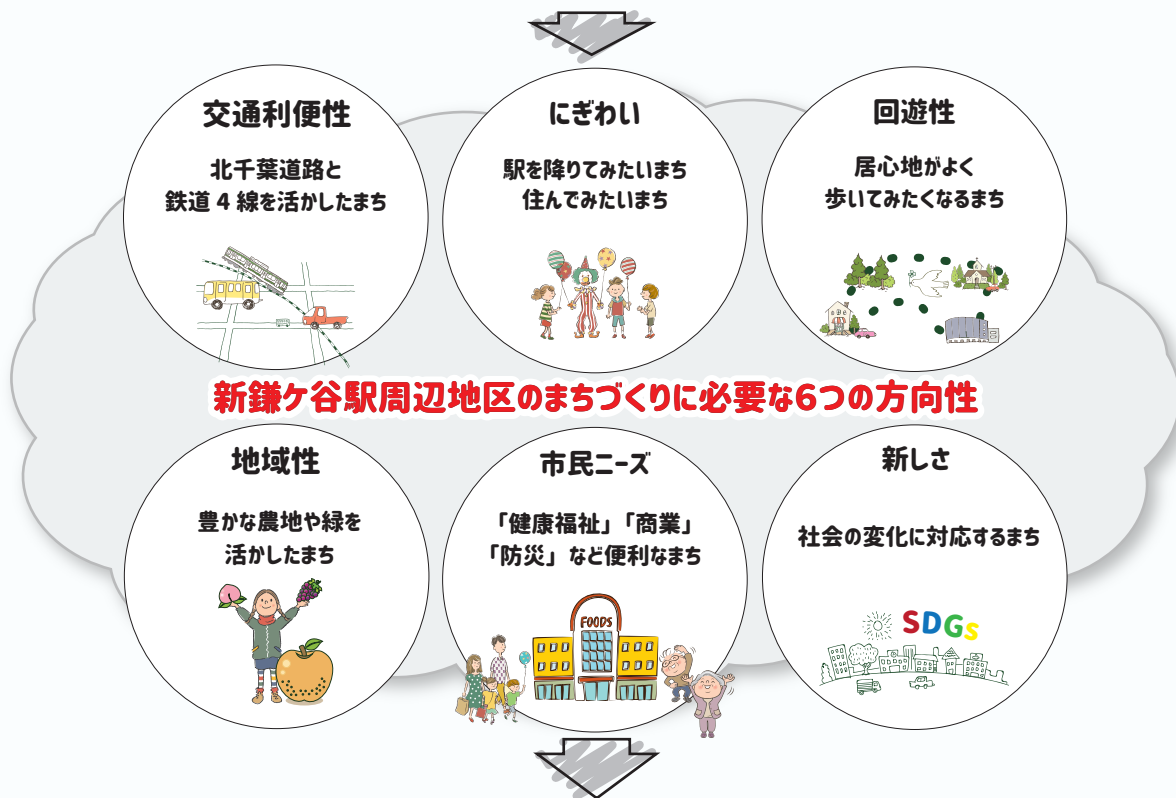 交通利便性
北千葉道路と
鉄道4線を活かしたまち
にぎわい
駅を降りてみたいまち
住んでみたいまち
回遊性
居心地がよく
歩いてみたくなるまち
新鎌ケ谷駅周辺地区のまちづくりに必要な6つの方向性
地域性
豊かな農地や緑を
活かしたまち
市民ニーズ
「健康福祉」「商業」
「防災」など便利なまち
FOODS
新しさ
社会の変化に対応するまち
SDGs